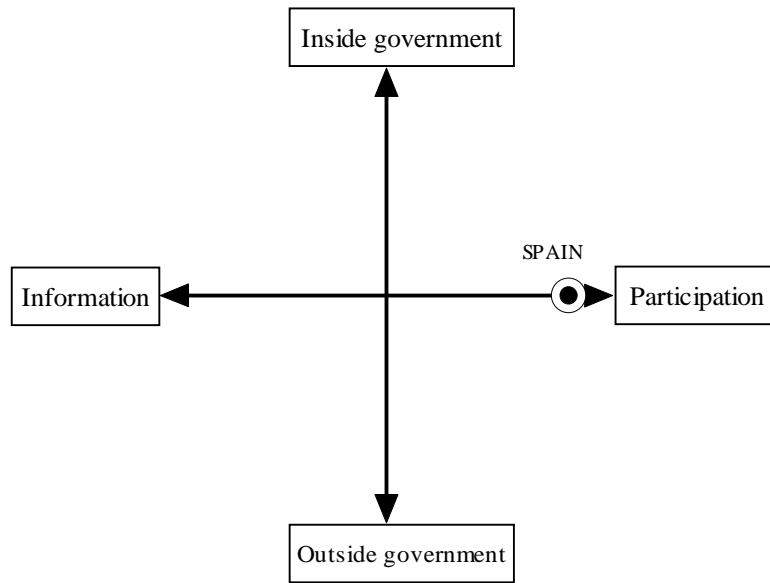 Inside government
SPAIN
Information
Participation
Outside government